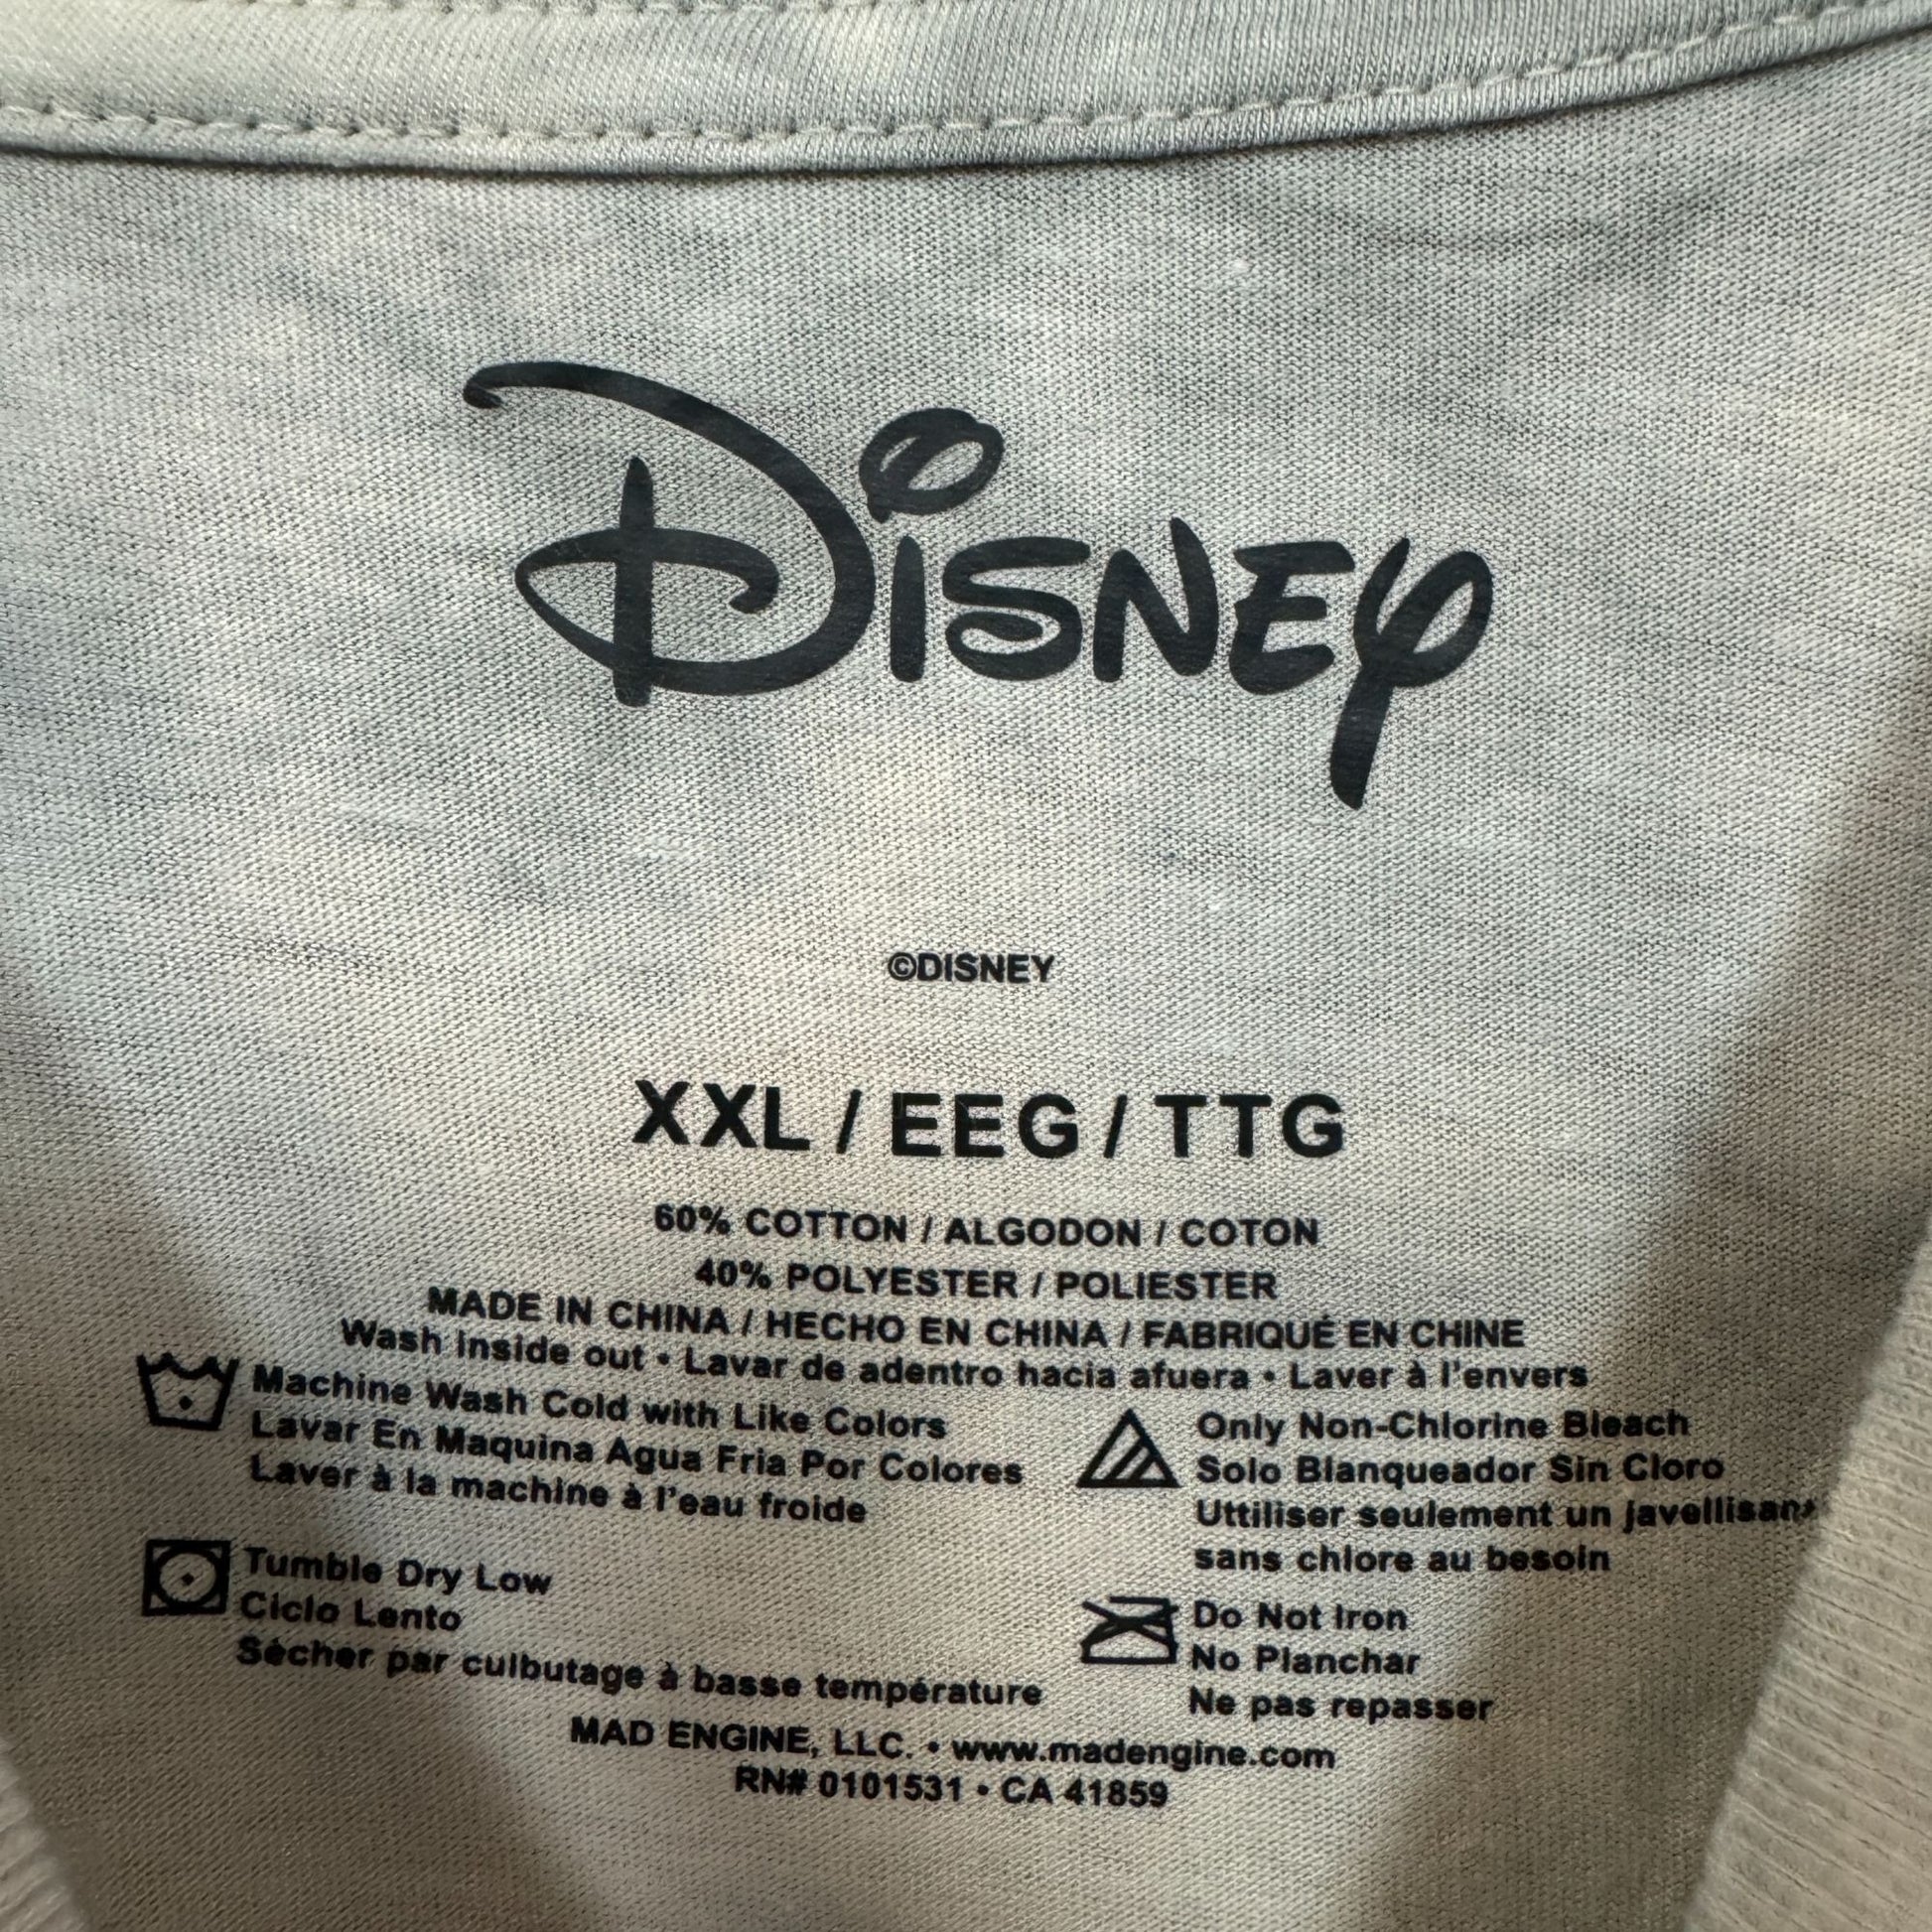 Disney
©DISNEY
XXL / EEG / TTG
60% COTTON / ALGODON / COTON
40% POLYESTER / POLIESTER
MADE IN CHINA / HECHO EN CHINA / FABRIQUÉ EN CHINE
Wash inside out • Lavar de adentro hacia afuera • Laver à l'envers
Machine Wash Cold with Like Colors
Lavar En Maquina Agua Fria Por Colores
Laver à la machine à l'eau froide
Only Non-Chlorine Bleach
Solo Blanqueador Sin Cloro
Uttiliser seulement un javellisant
sans chlore au besoin
Tumble Dry Low
Ciclo Lento
Sécher par culbutage à basse température
Do Not Iron
No Planchar
Ne pas repasser
MAD ENGINE, LLC. • www.madengine.com
RN# 0101531 • CA 41859